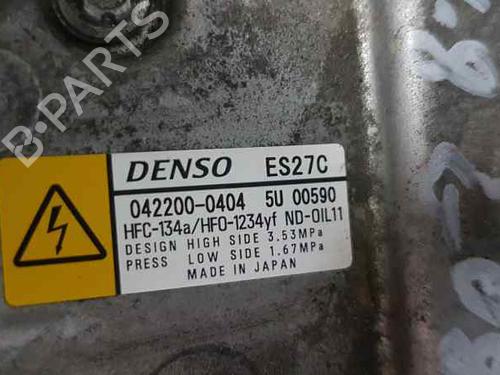 B-PARTS
DENSO ES27C
042200-0404 5U 00590
HFC-134a/HFO-1234yf ND-OIL11
DESIGN HIGH SIDE 3.53MPa
PRESS LOW SIDE 1.67MPa
MADE IN JAPAN